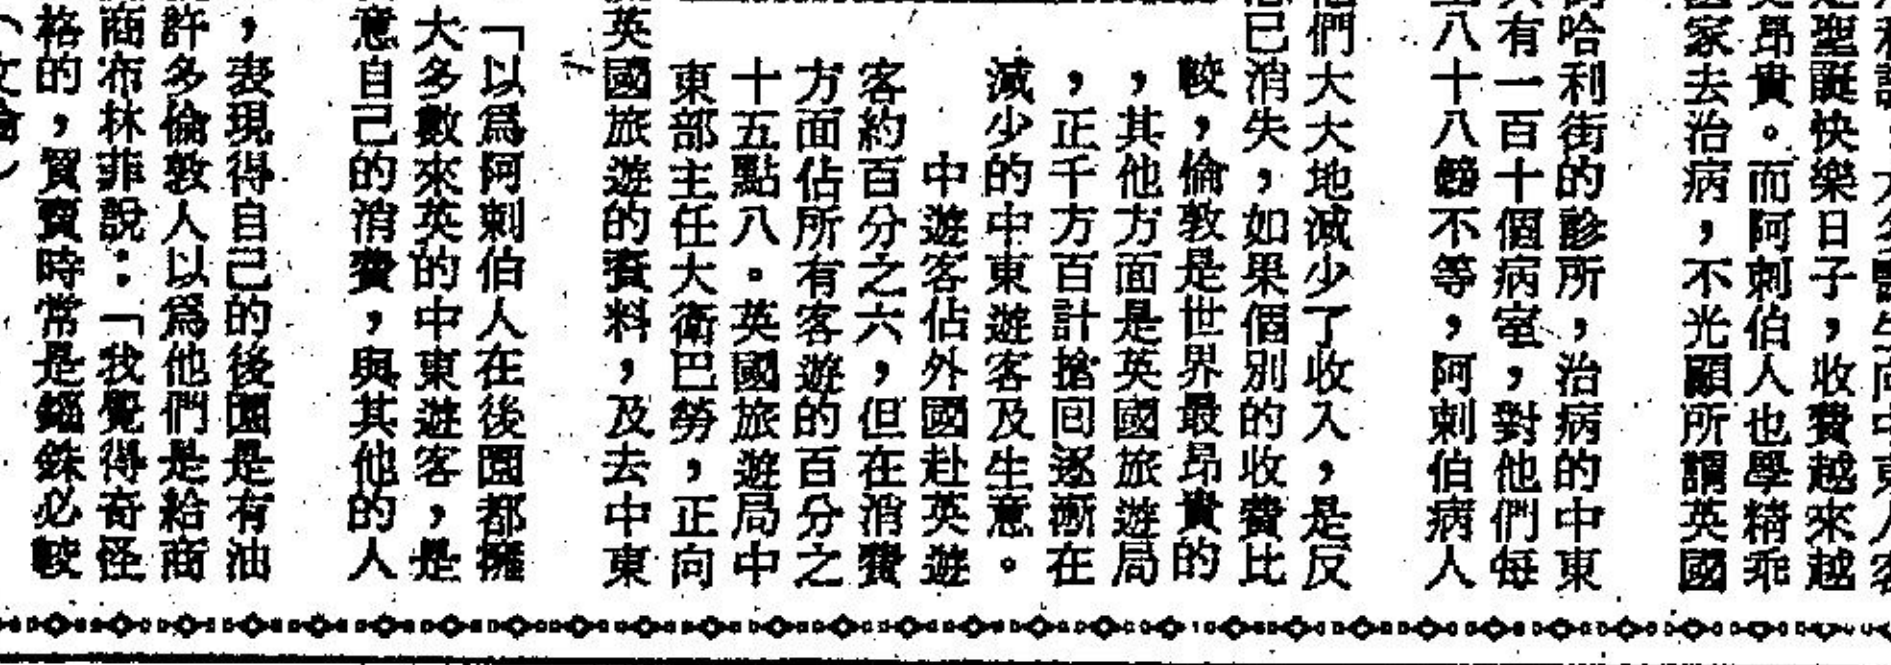 人生向中東人客
是聖誕快樂日子，收費越來越
昂貴。而阿剌伯人也學精乖
家去治病，不光顧所謂英國
哈利街的診所，治病的中東
有一百十個病室，對他們每
八十八鎊不等，阿剌伯病人
他們大大地減少了收入，是反
已消失，如果個別的收費比
較，倫敦是世界最昂貴的
，其他方面是英國旅遊局
，正千方百計搶回逐漸在
減少的中東遊客及生意。
中遊客佔外國赴英遊
客約百分之六，但在消費
方面佔所有客遊的百分之
十五點八。英國旅遊局中
東部主任大衛巴勞，正向
英國旅遊的資料，及去中東
「以爲阿剌伯人在後園都擁
大多數來英的中東遊客，是
意自己的消費，與其他的人
，表現得自己的後園是有油
許多倫敦人以爲他們是給商
商布林菲說：「我覺得奇怪
格的，買賣時常是錙銖必較